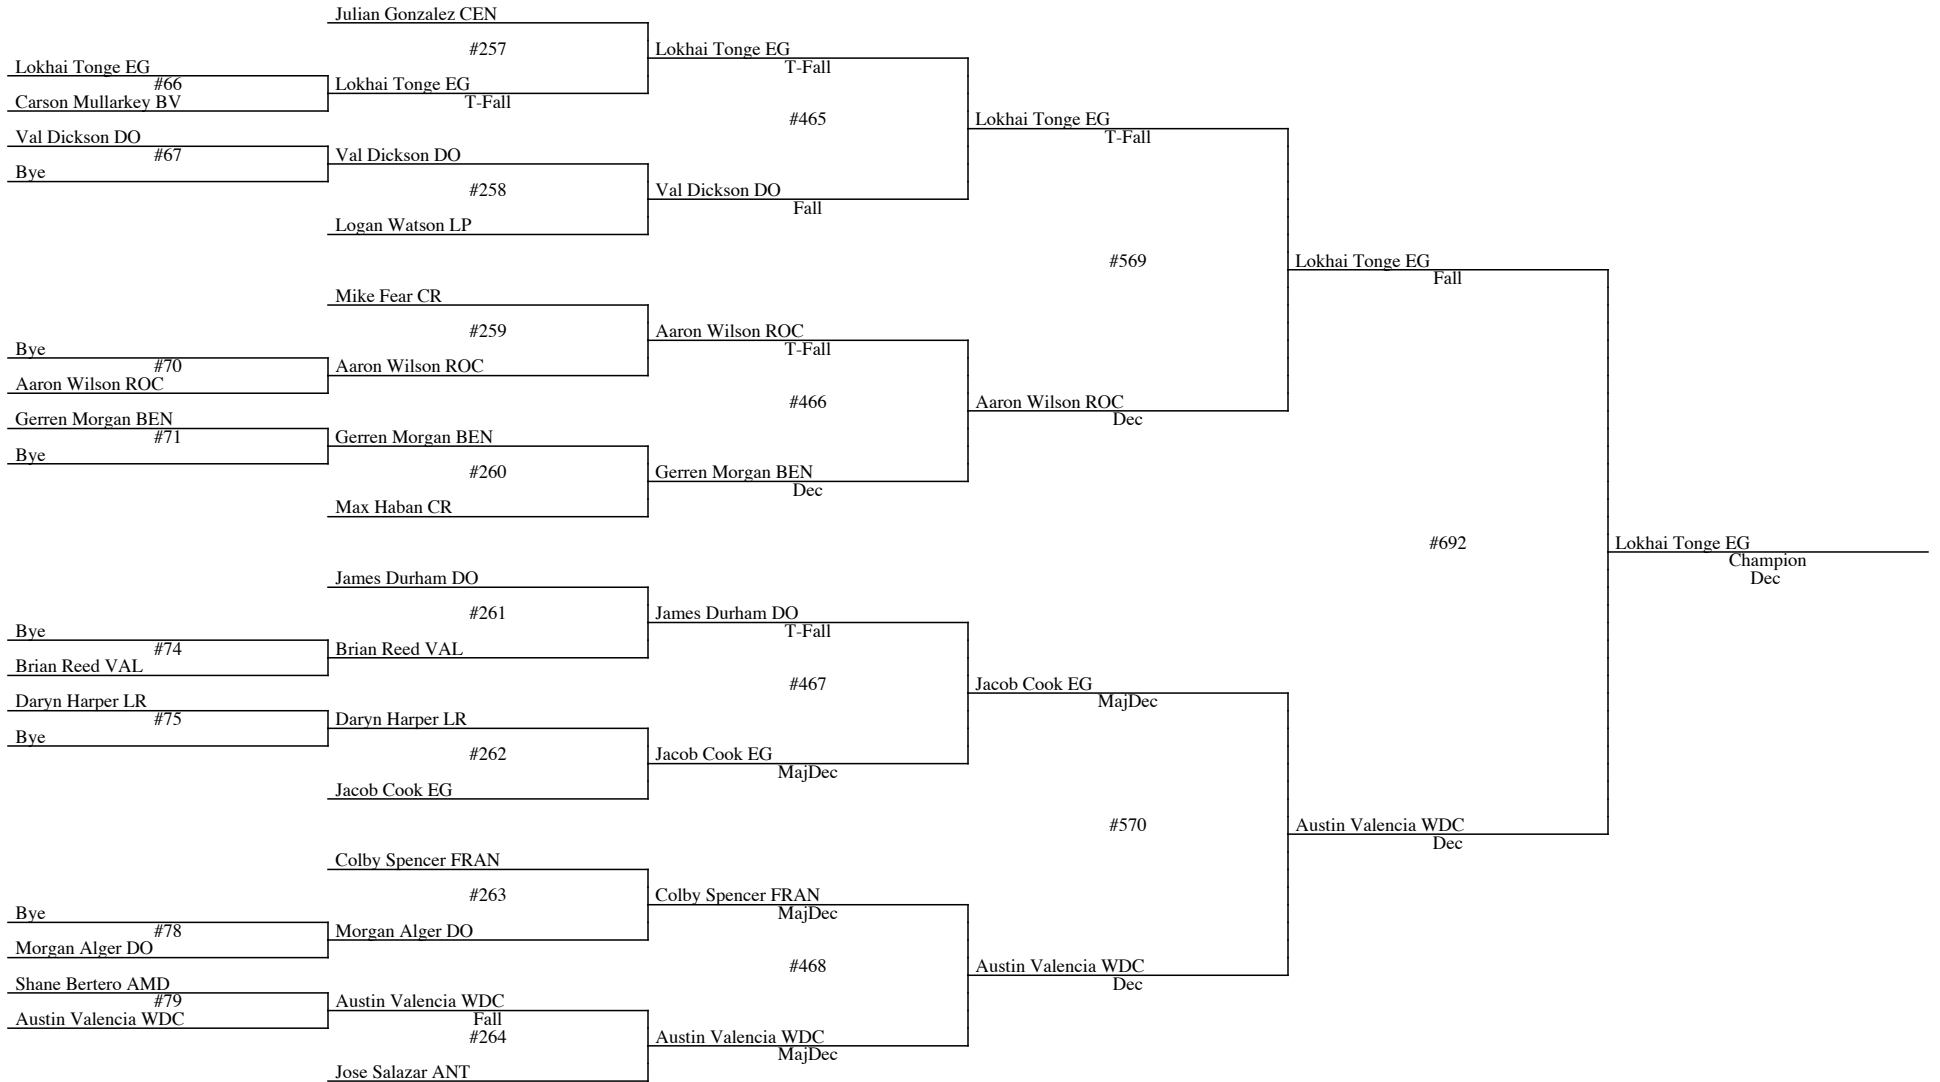 Julian Gonzalez CEN
#257
Lokhai Tonge EG
T-Fall
Lokhai Tonge EG
#66
Carson Mullarkey BV
Lokhai Tonge EG
T-Fall
#465
Lokhai Tonge EG
T-Fall
Val Dickson DO
#67
Bye
Val Dickson DO
#258
Val Dickson DO
Fall
Logan Watson LP
#569
Lokhai Tonge EG
Fall
Mike Fear CR
#259
Aaron Wilson ROC
T-Fall
Bye
#70
Aaron Wilson ROC
Aaron Wilson ROC
#466
Aaron Wilson ROC
Dec
Gerren Morgan BEN
#71
Bye
Gerren Morgan BEN
#260
Gerren Morgan BEN
Dec
Max Haban CR
#692
Lokhai Tonge EG
Champion
Dec
James Durham DO
#261
James Durham DO
T-Fall
Bye
#74
Brian Reed VAL
Brian Reed VAL
#467
Jacob Cook EG
MajDec
Daryn Harper LR
#75
Bye
Daryn Harper LR
#262
Jacob Cook EG
MajDec
Jacob Cook EG
#570
Austin Valencia WDC
Dec
Colby Spencer FRAN
#263
Colby Spencer FRAN
MajDec
Bye
#78
Morgan Alger DO
Morgan Alger DO
#468
Austin Valencia WDC
Dec
Shane Bertero AMD
#79
Austin Valencia WDC
Austin Valencia WDC
Fall
#264
Austin Valencia WDC
MajDec
Jose Salazar ANT